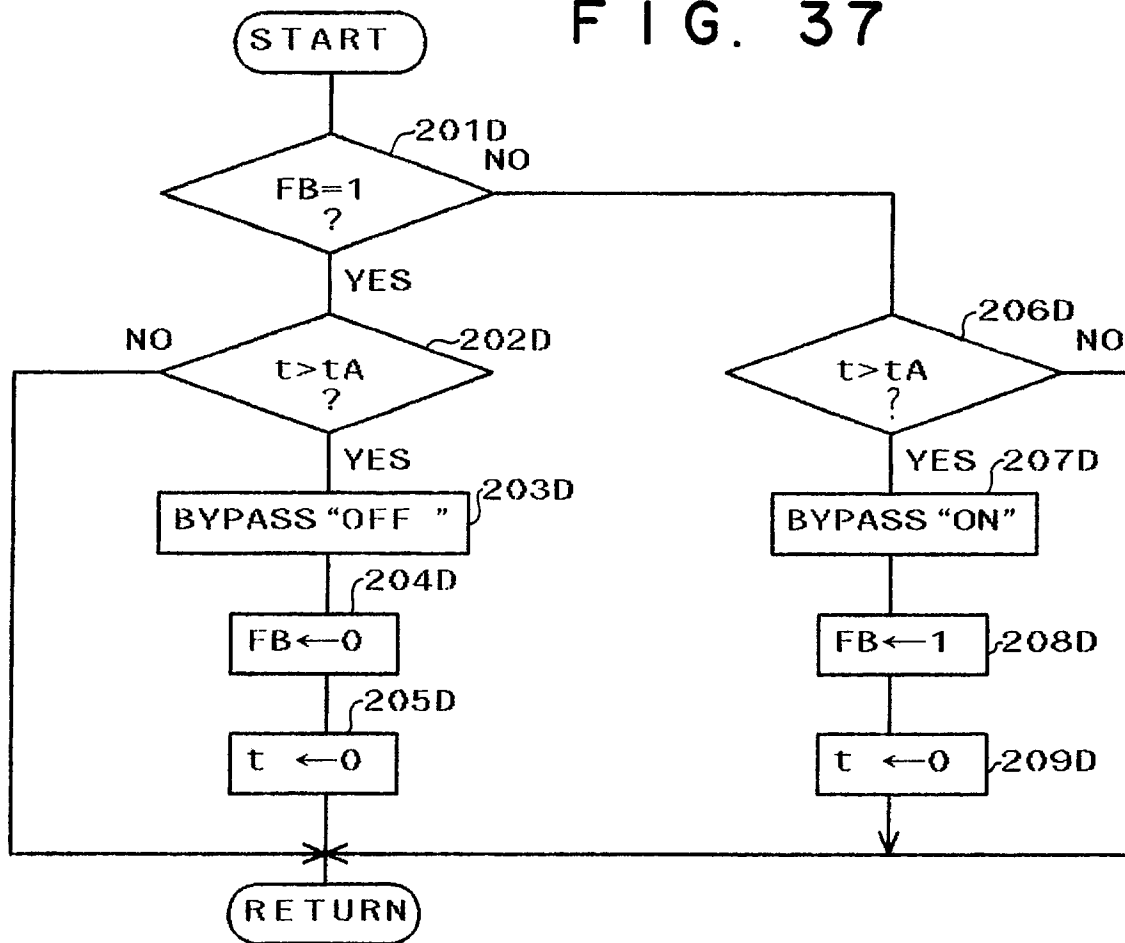 FIG. 37
START
201D
NO
FB=1
?
YES
206D
NO
202D
NO
t>tA
?
t>tA
?
YES
YES
207D
203D
BYPASS "OFF "
BYPASS "ON"
204D
FB←0
FB←1
208D
205D
t ←0
t ←0
209D
RETURN